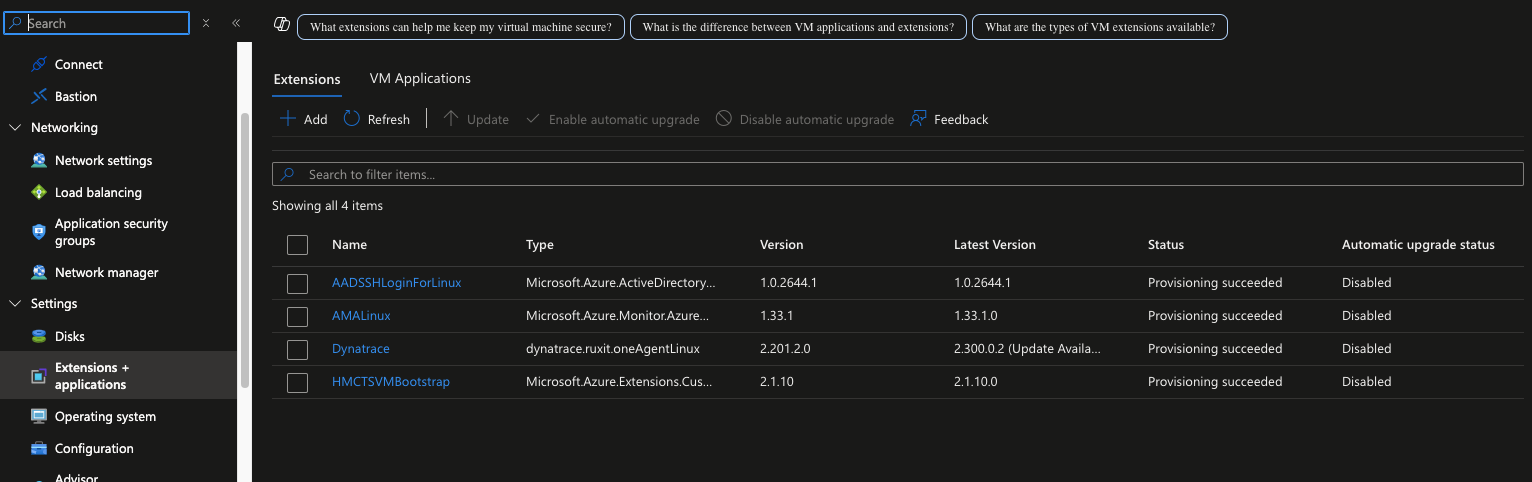 Search
What extensions can help me keep my virtual machine secure?
What is the difference between VM applications and extensions?
What are the types of VM extensions available?
Connect
Bastion
Networking
Network settings
Load balancing
Application security
groups
Network manager
Settings
Disks
Extensions +
applications
Operating system
Configuration
Advisor
Extensions
VM Applications
Add
Refresh
Update
Enable automatic upgrade
Disable automatic upgrade
Feedback
Search to filter items...
Showing all 4 items
Name Type Version Latest Version Status Automatic upgrade status
AADSSHLoginForLinux Microsoft.Azure.ActiveDirectory... 1.0.2644.1 1.0.2644.1 Provisioning succeeded Disabled
AMALinux Microsoft.Azure.Monitor.Azure... 1.33.1 1.33.1.0 Provisioning succeeded Disabled
Dynatrace dynatrace.ruxit.oneAgentLinux 2.201.2.0 2.300.0.2 (Update Availa... Provisioning succeeded Disabled
HMCTSVMBootstrap Microsoft.Azure.Extensions.Cus... 2.1.10 2.1.10.0 Provisioning succeeded Disabled